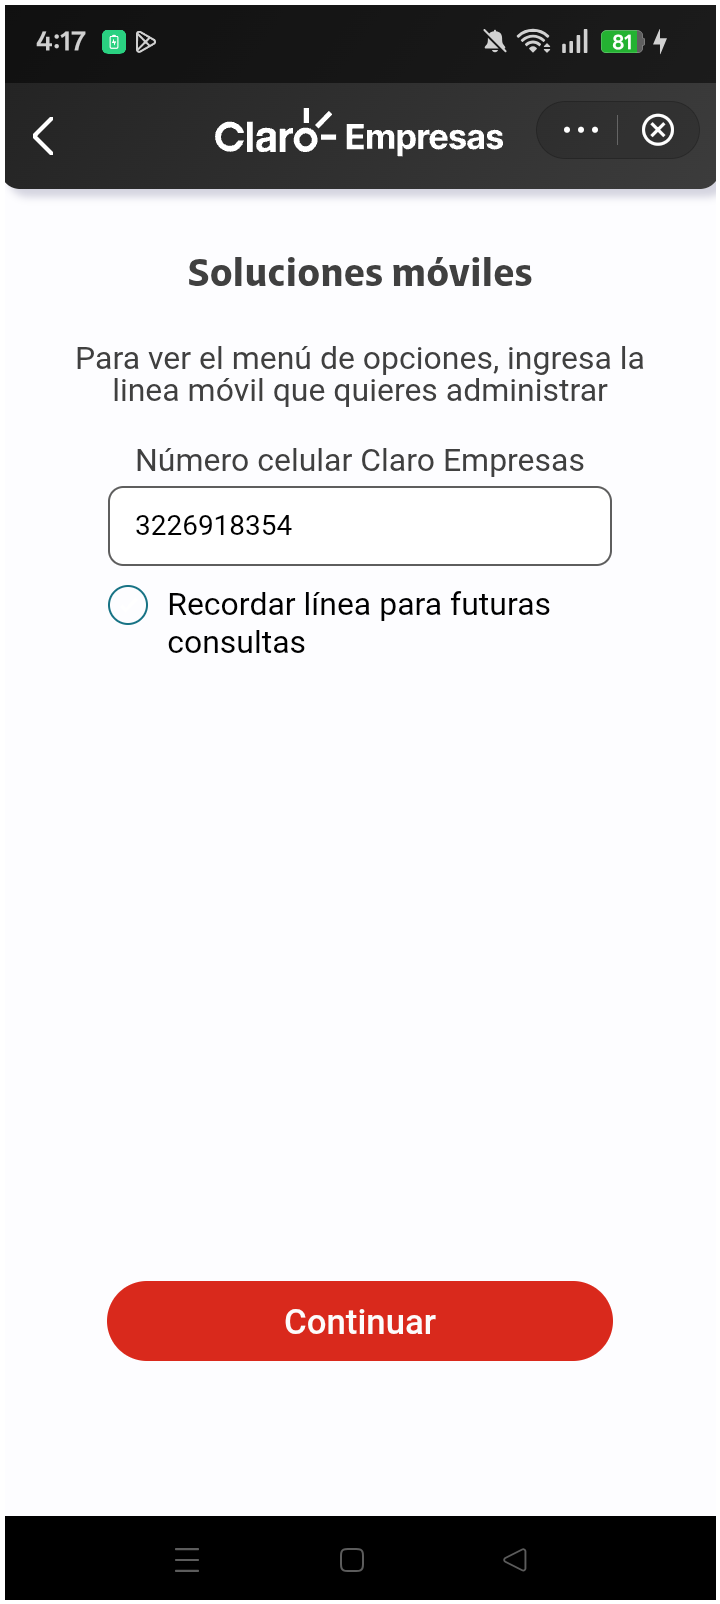 4:17
81
Claro Empresas
Soluciones móviles
Para ver el menú de opciones, ingresa la
linea móvil que quieres administrar
Número celular Claro Empresas
3226918354
Recordar línea para futuras
consultas
Continuar